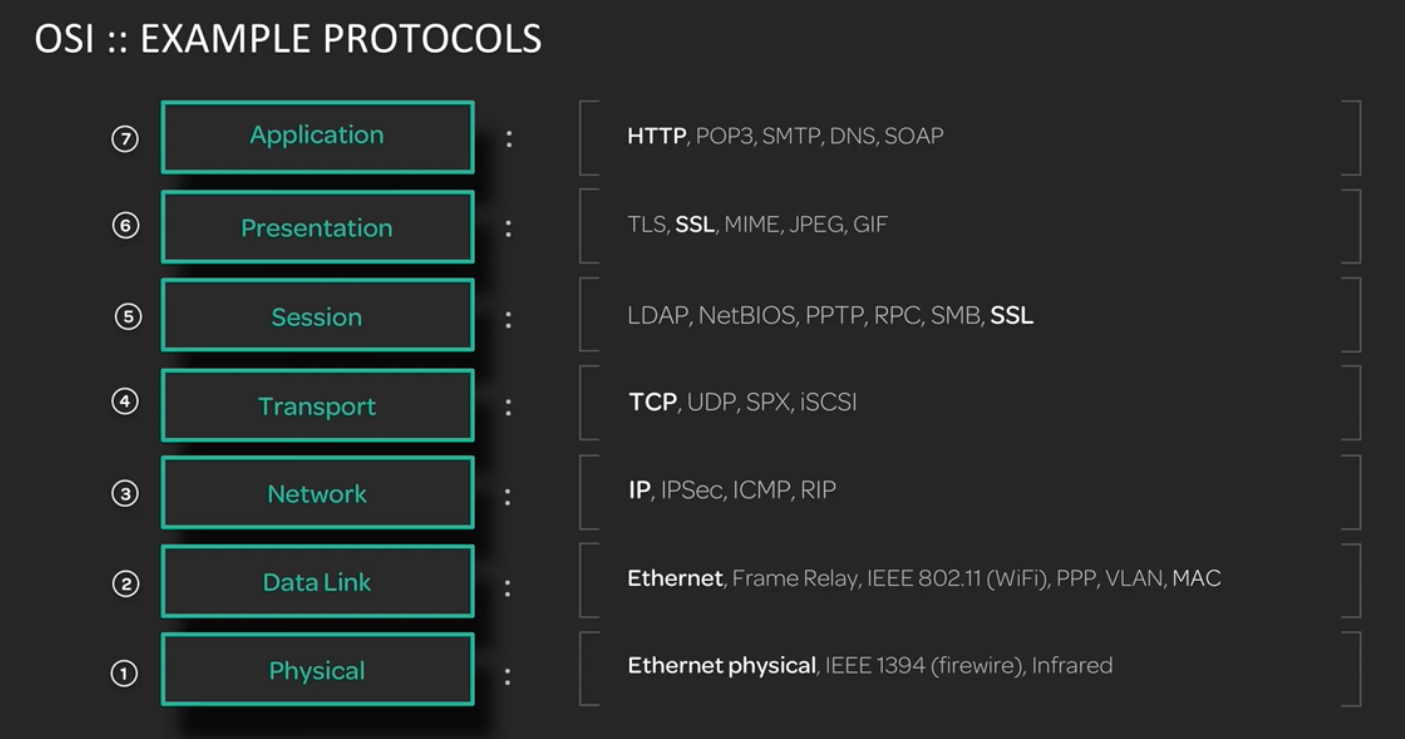 OSI :: EXAMPLE PROTOCOLS
7 Application : HTTP, POP3, SMTP, DNS, SOAP
6 Presentation : TLS, SSL, MIME, JPEG, GIF
5 Session : LDAP, NetBIOS, PPTP, RPC, SMB, SSL
4 Transport : TCP, UDP, SPX, iSCSI
3 Network : IP, IPSec, ICMP, RIP
2 Data Link : Ethernet, Frame Relay, IEEE 802.11 (WiFi), PPP, VLAN, MAC
1 Physical : Ethernet physical, IEEE 1394 (firewire), Infrared